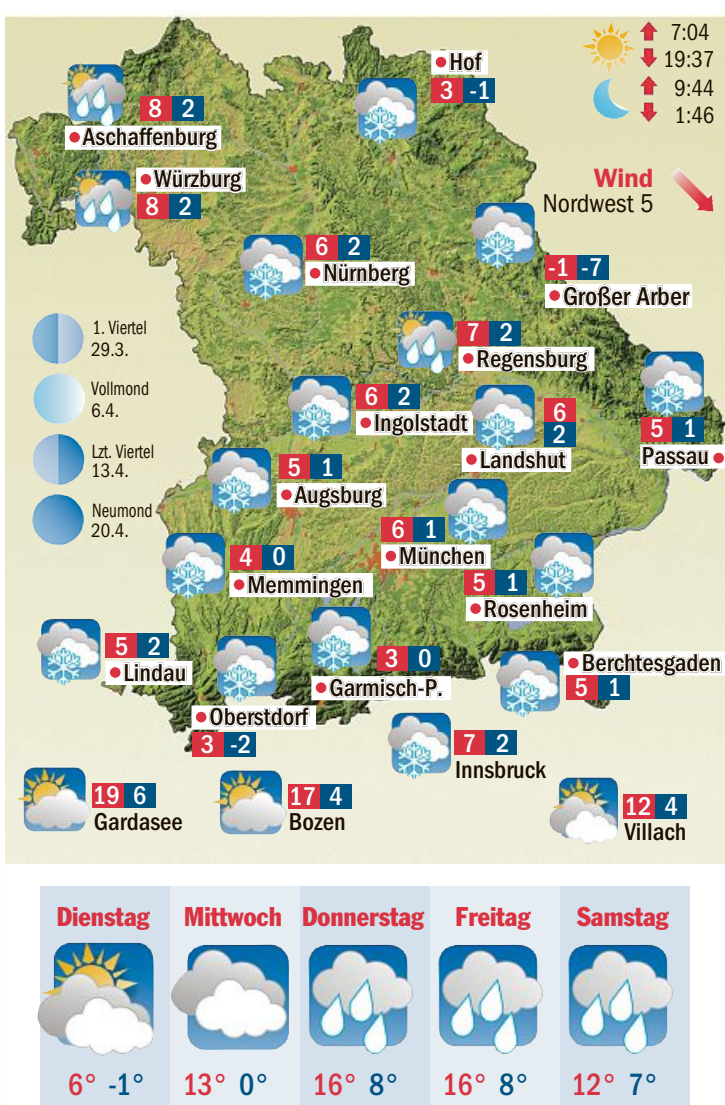 7:04
19:37
9:44
1:46
Hof
3 -1
8 2
Aschaffenburg
Würzburg
8 2
Wind
Nordwest 5
6 2
Nürnberg
-1 -7
Großer Arber
1. Viertel
29.3.
Vollmond
6.4.
Lzt. Viertel
13.4.
Neumond
20.4.
7 2
Regensburg
6 2
Ingolstadt
6
2
Landshut
5 1
Passau
5 1
Augsburg
6 1
München
4 0
Memmingen
5 1
Rosenheim
5 2
Lindau
3 0
Garmisch-P.
Berchtesgaden
5 1
Oberstdorf
3 -2
7 2
Innsbruck
19 6
Gardasee
17 4
Bozen
12 4
Villach
Dienstag Mittwoch Donnerstag Freitag Samstag
6° -1° 13° 0° 16° 8° 16° 8° 12° 7°